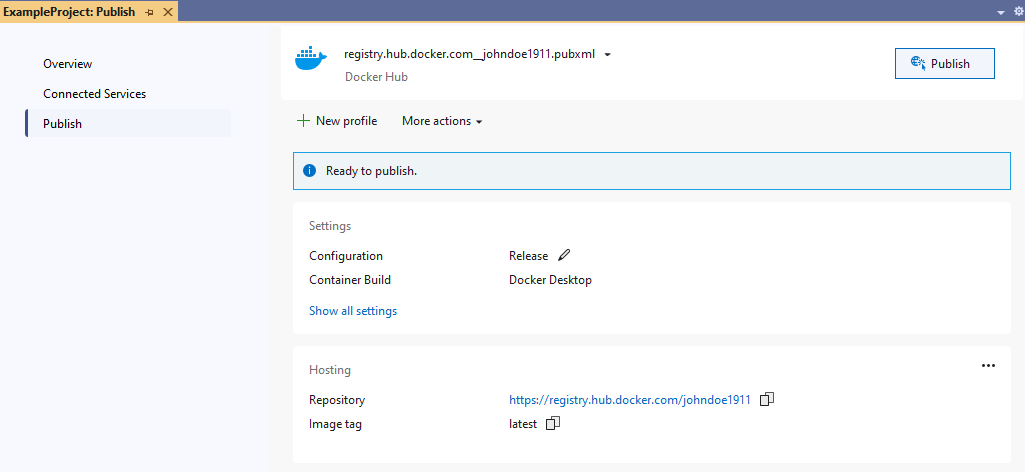 ExampleProject: Publish
Overview
Connected Services
Publish
registry.hub.docker.com__johndoe1911.pubxml
Docker Hub
Publish
New profile More actions
Ready to publish.
Settings
Configuration Release
Container Build Docker Desktop
Show all settings
Hosting
Repository https://registry.hub.docker.com/johndoe1911
Image tag latest